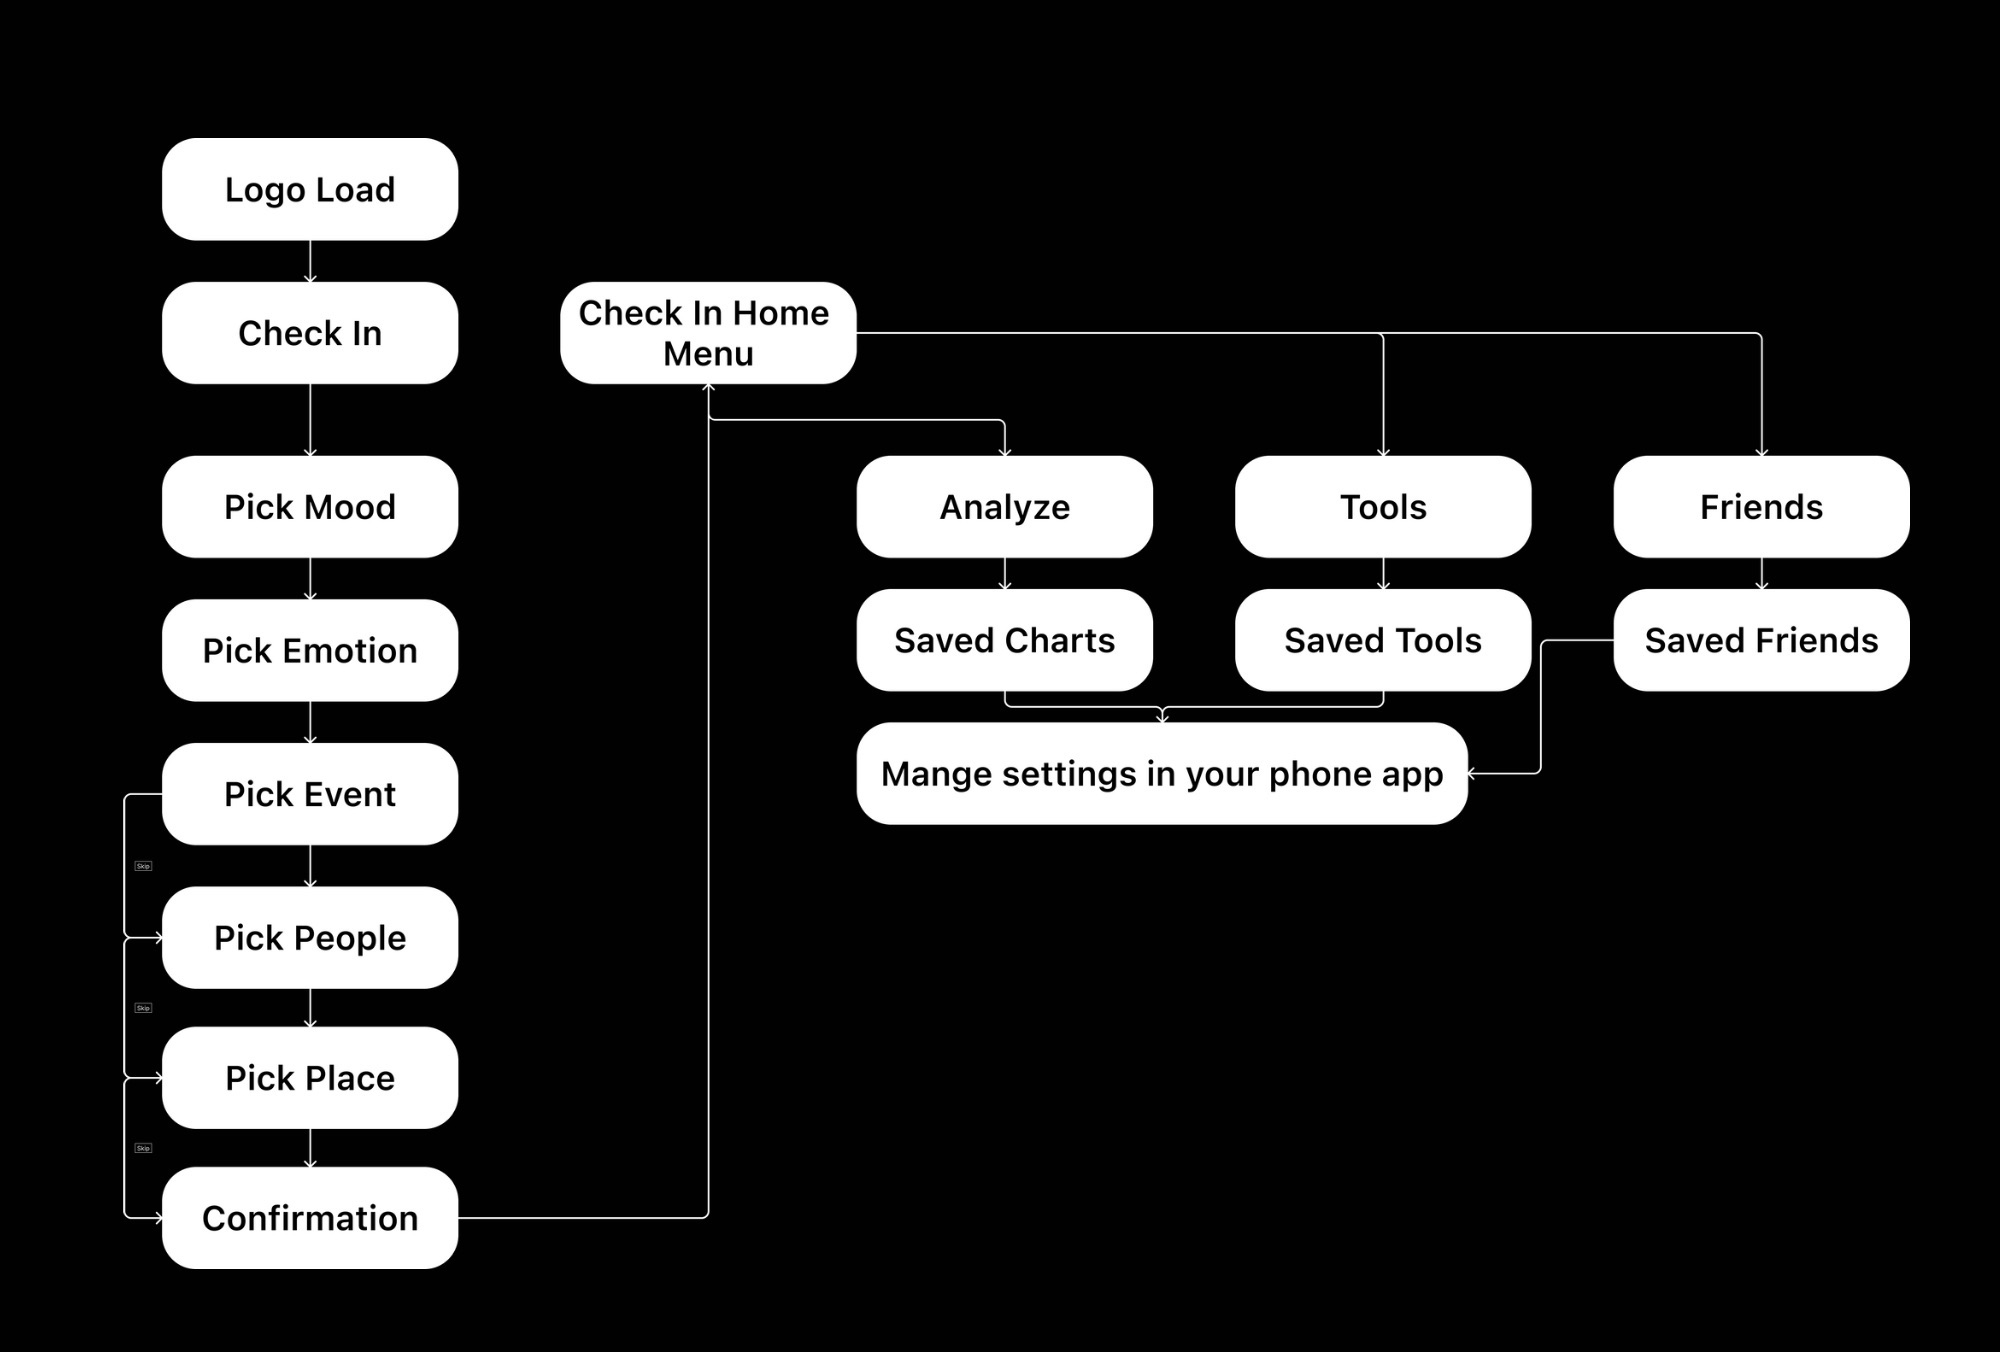 Logo Load
Check In
Pick Mood
Pick Emotion
Pick Event
Skip
Pick People
Skip
Pick Place
Skip
Confirmation
Check In Home
Menu
Analyze
Tools
Friends
Saved Charts
Saved Tools
Saved Friends
Mange settings in your phone app